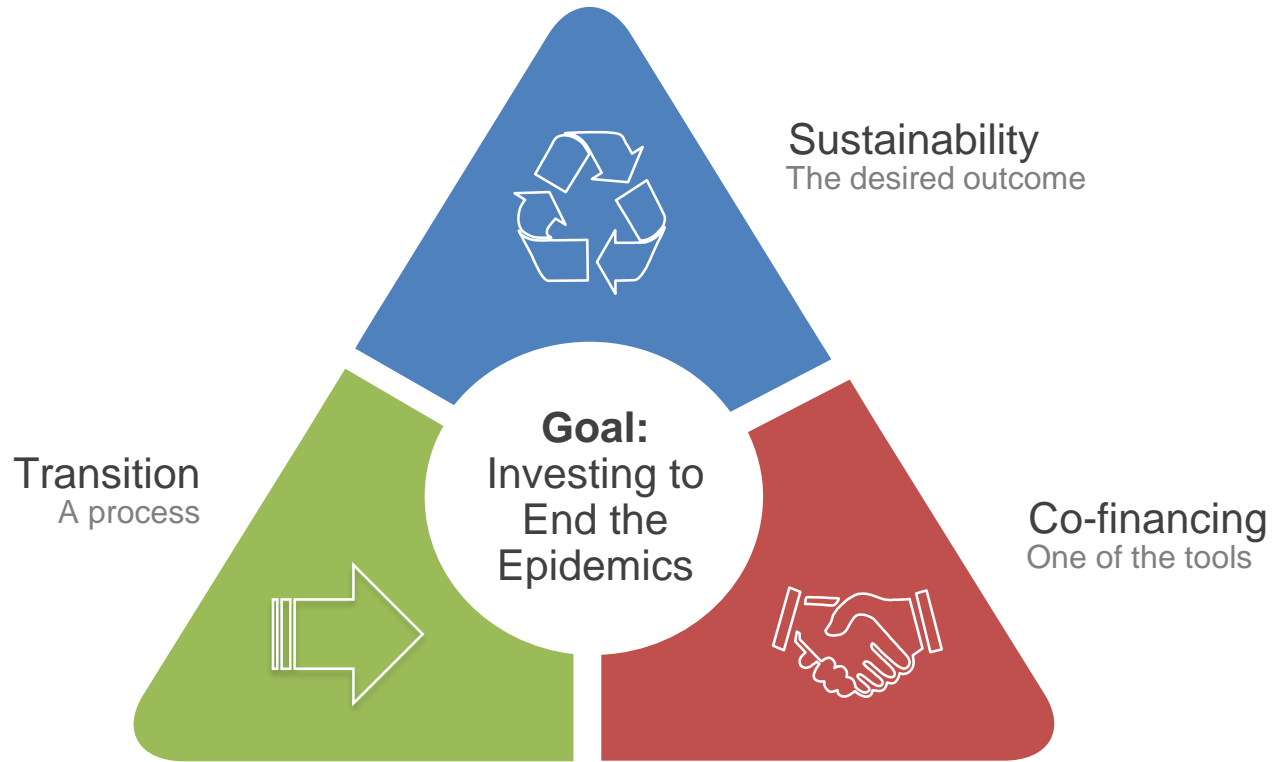 Sustainability
The desired outcome
Goal:
Investing to
End the
Epidemics
Transition
A process
Co-financing
One of the tools